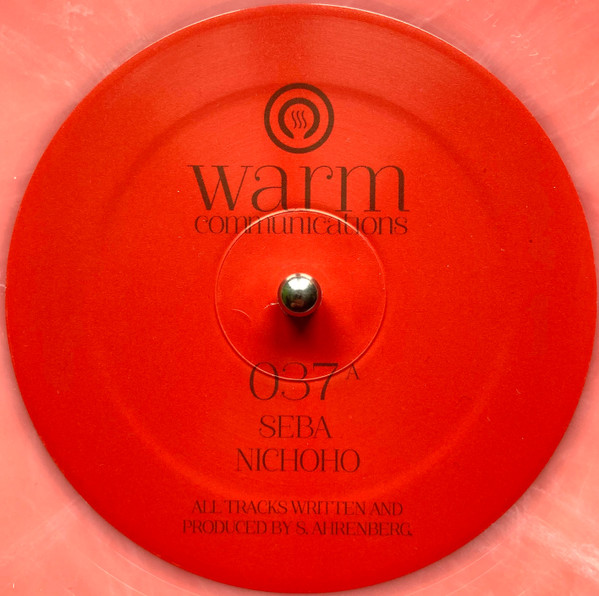 warm
communications
037 A
SEBA
NICHOHO
ALL TRACKS WRITTEN AND
PRODUCED BY S. AHRENBERG.